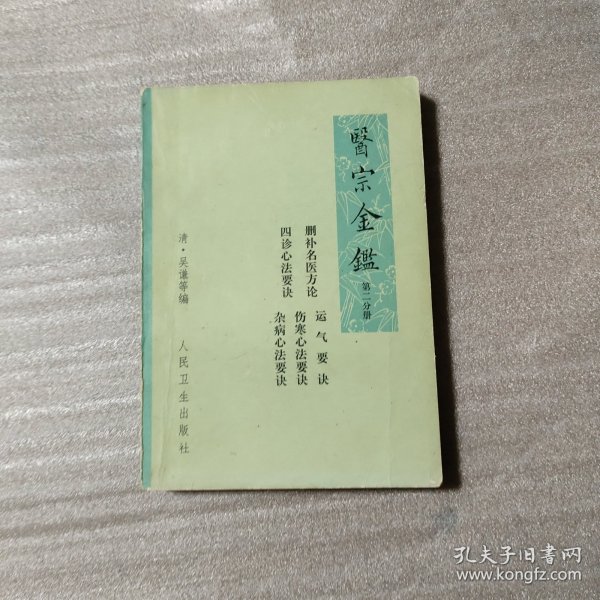 醫宗金鑑
第二分册
删补名医方论
四诊心法要诀
运气要诀
伤寒心法要诀
杂病心法要诀
清·吴谦等编
人民卫生出版社
孔夫子旧书网
www.kongfz.com